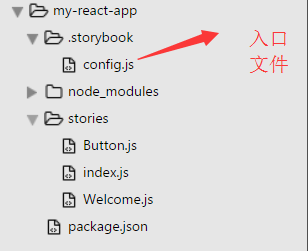 my-react-app
.storybook
config.js
入口
文件
node_modules
stories
Button.js
index.js
Welcome.js
package.json